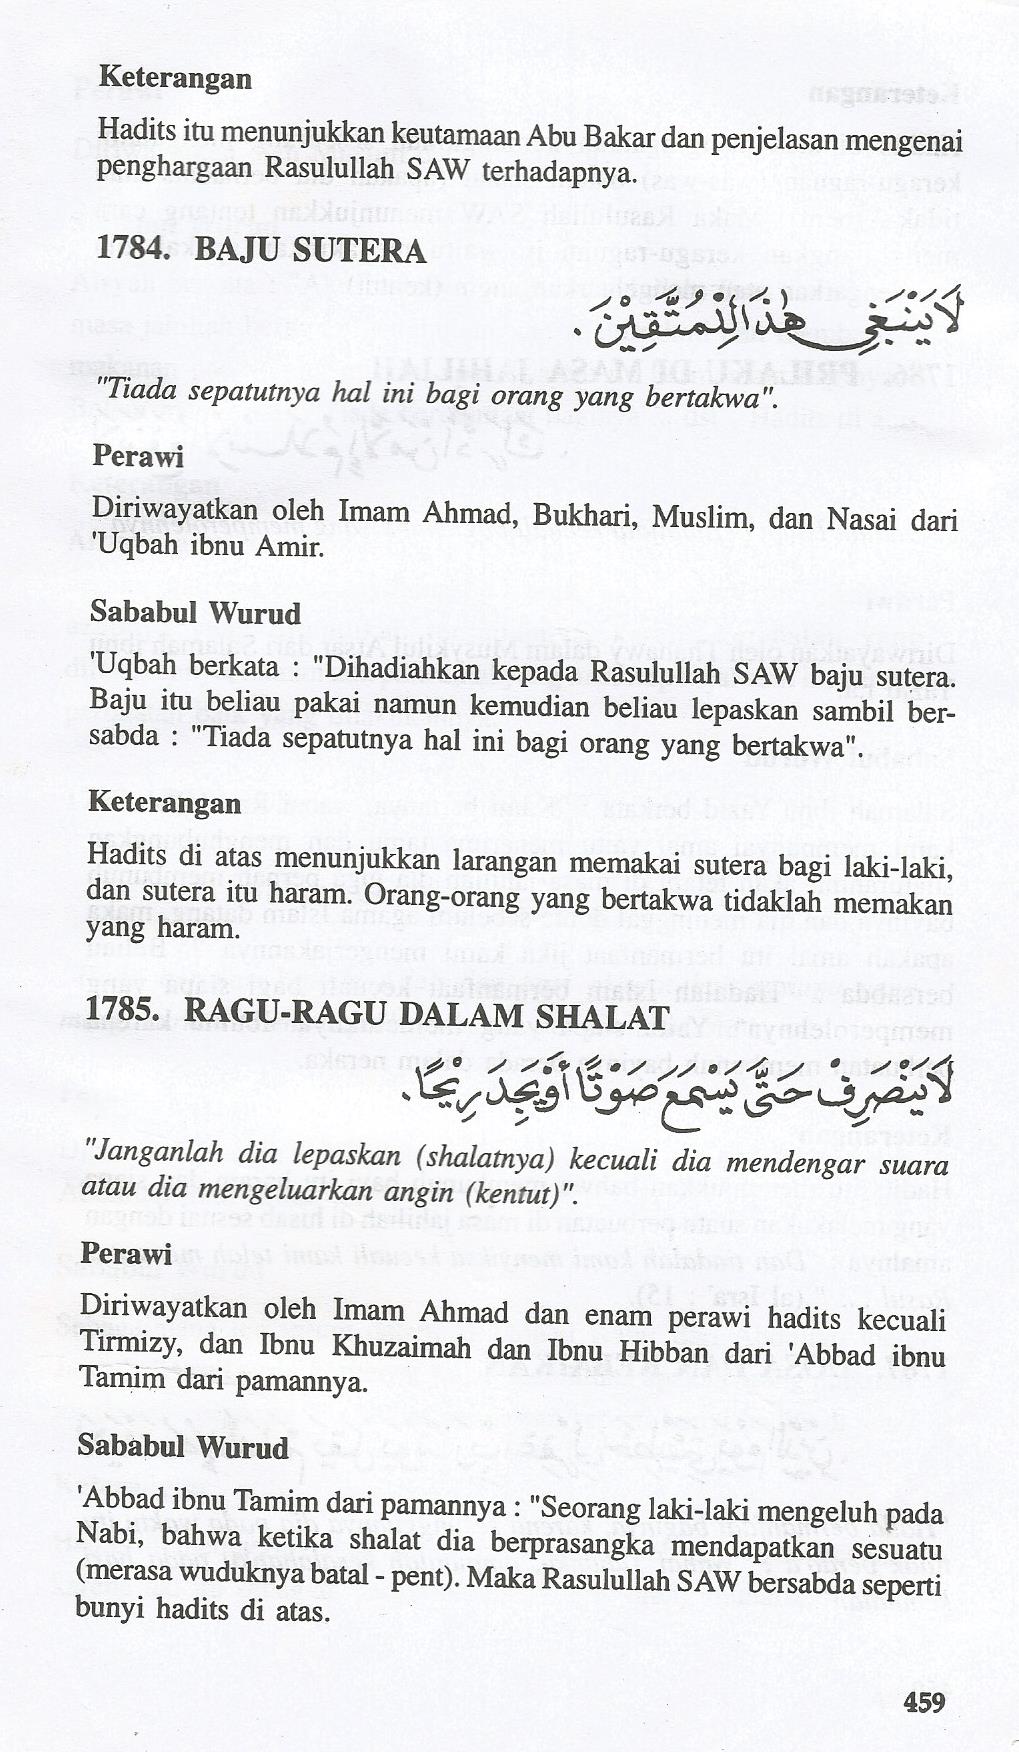 Keterangan
Hadits itu menunjukkan keutamaan Abu Bakar dan penjelasan mengenai
penghargaan Rasulullah SAW terhadapnya.
1784. BAJU SUTERA
لَا يَنْبَغِي هٰذَا لِلْمُتَّقِيْنَ .
"Tiada sepatutnya hal ini bagi orang yang bertakwa".
Perawi
Diriwayatkan oleh Imam Ahmad, Bukhari, Muslim, dan Nasai dari
'Uqbah ibnu Amir.
Sababul Wurud
'Uqbah berkata : "Dihadiahkan kepada Rasulullah SAW baju sutera.
Baju itu beliau pakai namun kemudian beliau lepaskan sambil ber-
sabda : "Tiada sepatutnya hal ini bagi orang yang bertakwa".
Keterangan
Hadits di atas menunjukkan larangan memakai sutera bagi laki-laki,
dan sutera itu haram. Orang-orang yang bertakwa tidaklah memakan
yang haram.
1785. RAGU-RAGU DALAM SHALAT
لَا يَنْصَرِفْ حَتَّى يَسْمَعَ صَوْتًا أَوْ يَجِدَ رِيْحًا .
"Janganlah dia lepaskan (shalatnya) kecuali dia mendengar suara
atau dia mengeluarkan angin (kentut)".
Perawi
Diriwayatkan oleh Imam Ahmad dan enam perawi hadits kecuali
Tirmizy, dan Ibnu Khuzaimah dan Ibnu Hibban dari 'Abbad ibnu
Tamim dari pamannya.
Sababul Wurud
'Abbad ibnu Tamim dari pamannya : "Seorang laki-laki mengeluh pada
Nabi, bahwa ketika shalat dia berprasangka mendapatkan sesuatu
(merasa wuduknya batal - pent). Maka Rasulullah SAW bersabda seperti
bunyi hadits di atas.
459